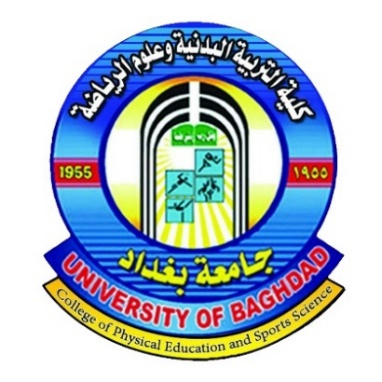 كلية التربية البدنية وعلوم الرياضة
1955
١٩٥٥
جامعة بغداد
UNIVERSITY OF BAGHDAD
College of Physical Education and Sports Science